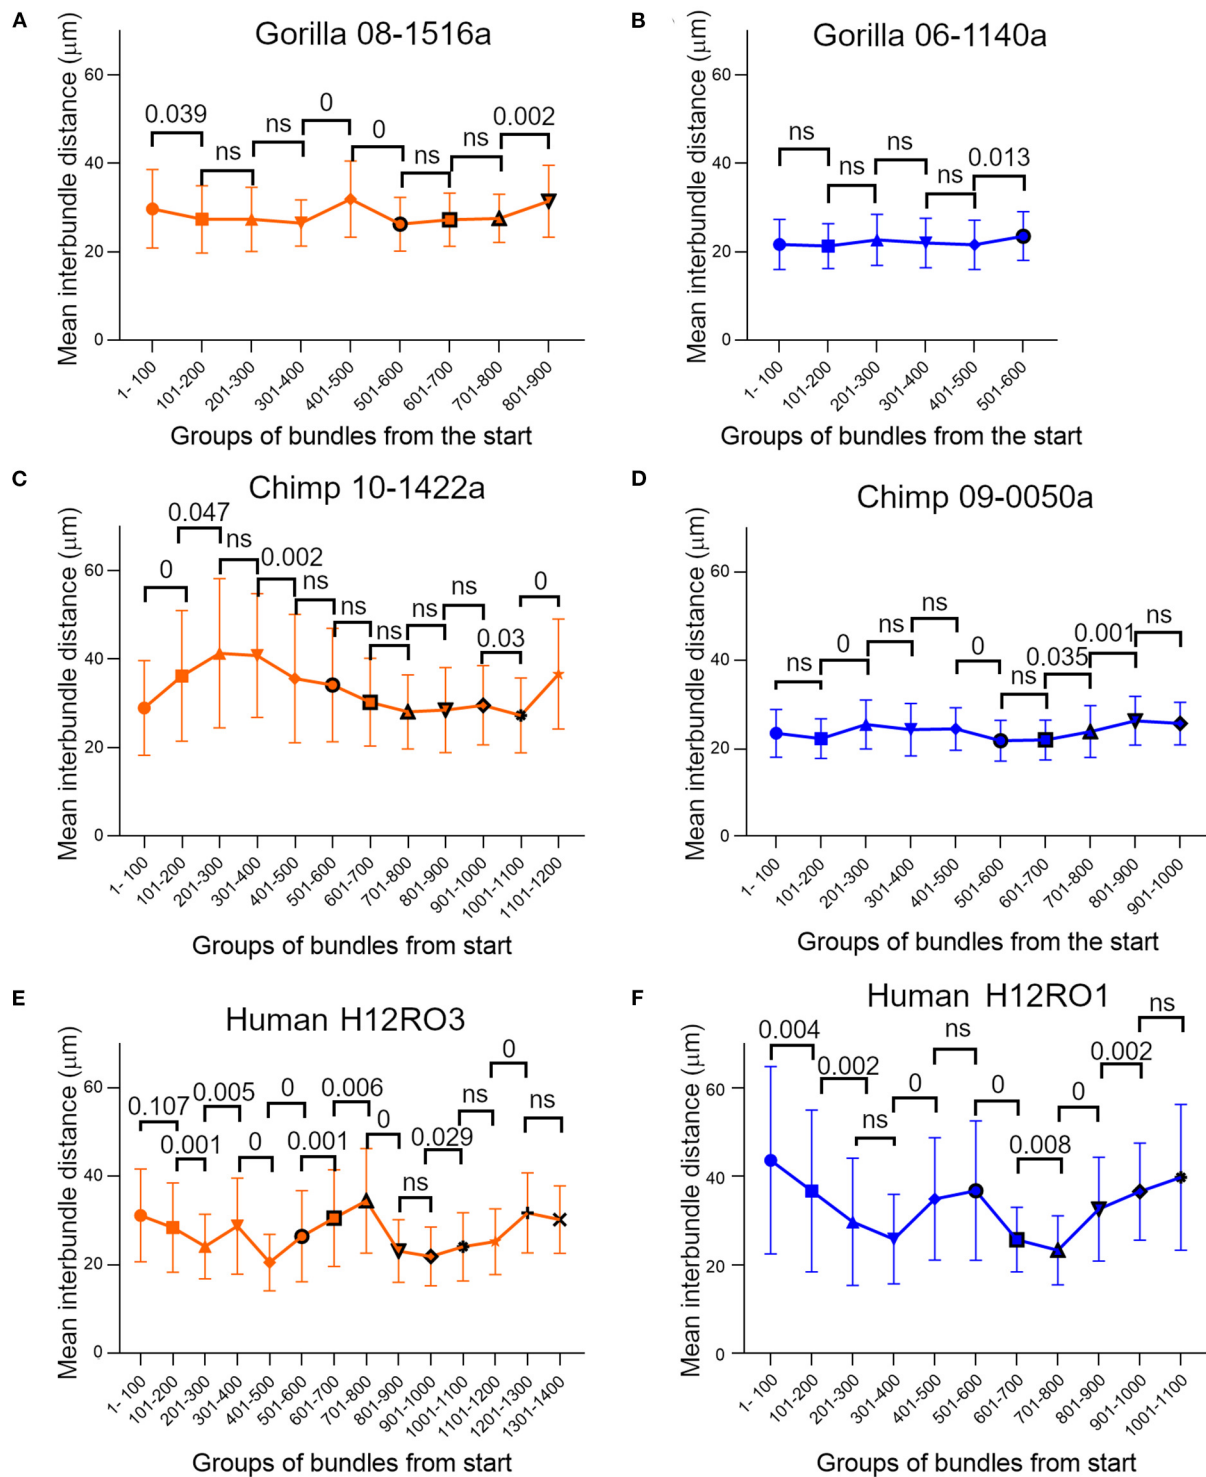 A
Gorilla 08-1516a
Mean interbundle distance (μm)
60
40
20
0
0.039
ns
ns
0
0
ns
ns
0.002
1- 100
101-200
201-300
301-400
401-500
501-600
601-700
701-800
801-900
Groups of bundles from the start
B
Gorilla 06-1140a
Mean interbundle distance (μm)
60
40
20
0
ns
ns
ns
ns
0.013
1- 100
101-200
201-300
301-400
401-500
501-600
Groups of bundles from the start
C
Chimp 10-1422a
Mean interbundle distance (μm)
60
40
20
0
0
0.047
ns
0.002
ns
ns
ns
ns
ns
0.03
0
1- 100
101-200
201-300
301-400
401-500
501-600
601-700
701-800
801-900
901-1000
1001-1100
1101-1200
Groups of bundles from start
D
Chimp 09-0050a
Mean interbundle distance (μm)
60
40
20
0
ns
0
ns
ns
0
ns
0.035
0.001
ns
1- 100
101-200
201-300
301-400
401-500
501-600
601-700
701-800
801-900
901-1000
Groups of bundles from the start
E
Human H12RO3
Mean interbundle distance (μm)
60
40
20
0
0.107
0.001
0.005
0
0
0.001
0.006
0
ns
0.029
ns
0
ns
1- 100
101-200
201-300
301-400
401-500
501-600
601-700
701-800
801-900
901-1000
1001-1100
1101-1200
1201-1300
1301-1400
Groups of bundles from start
F
Human H12RO1
Mean interbundle distance (μm)
60
40
20
0
0.004
0.002
ns
0
ns
0
0.008
0
0.002
ns
1- 100
101-200
201-300
301-400
401-500
501-600
601-700
701-800
801-900
901-1000
1001-1100
Groups of bundles from start